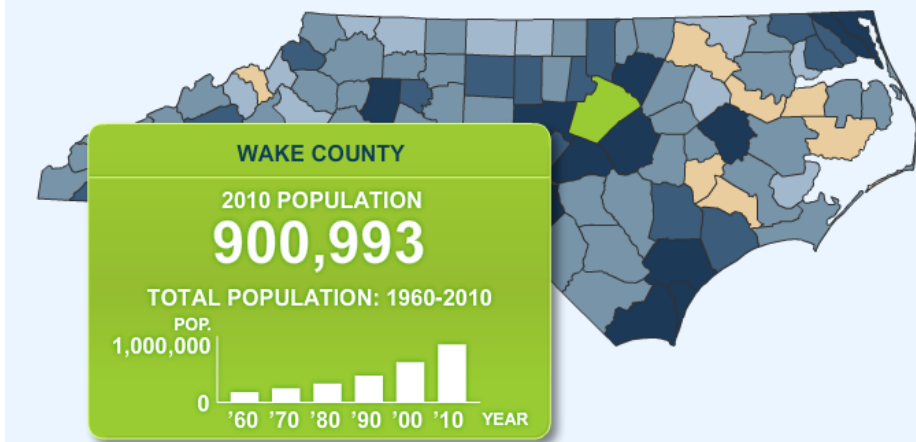 WAKE COUNTY
2010 POPULATION
900,993
TOTAL POPULATION: 1960-2010
POP.
1,000,000
0
’60 ’70 ’80 ’90 ’00 ’10 YEAR